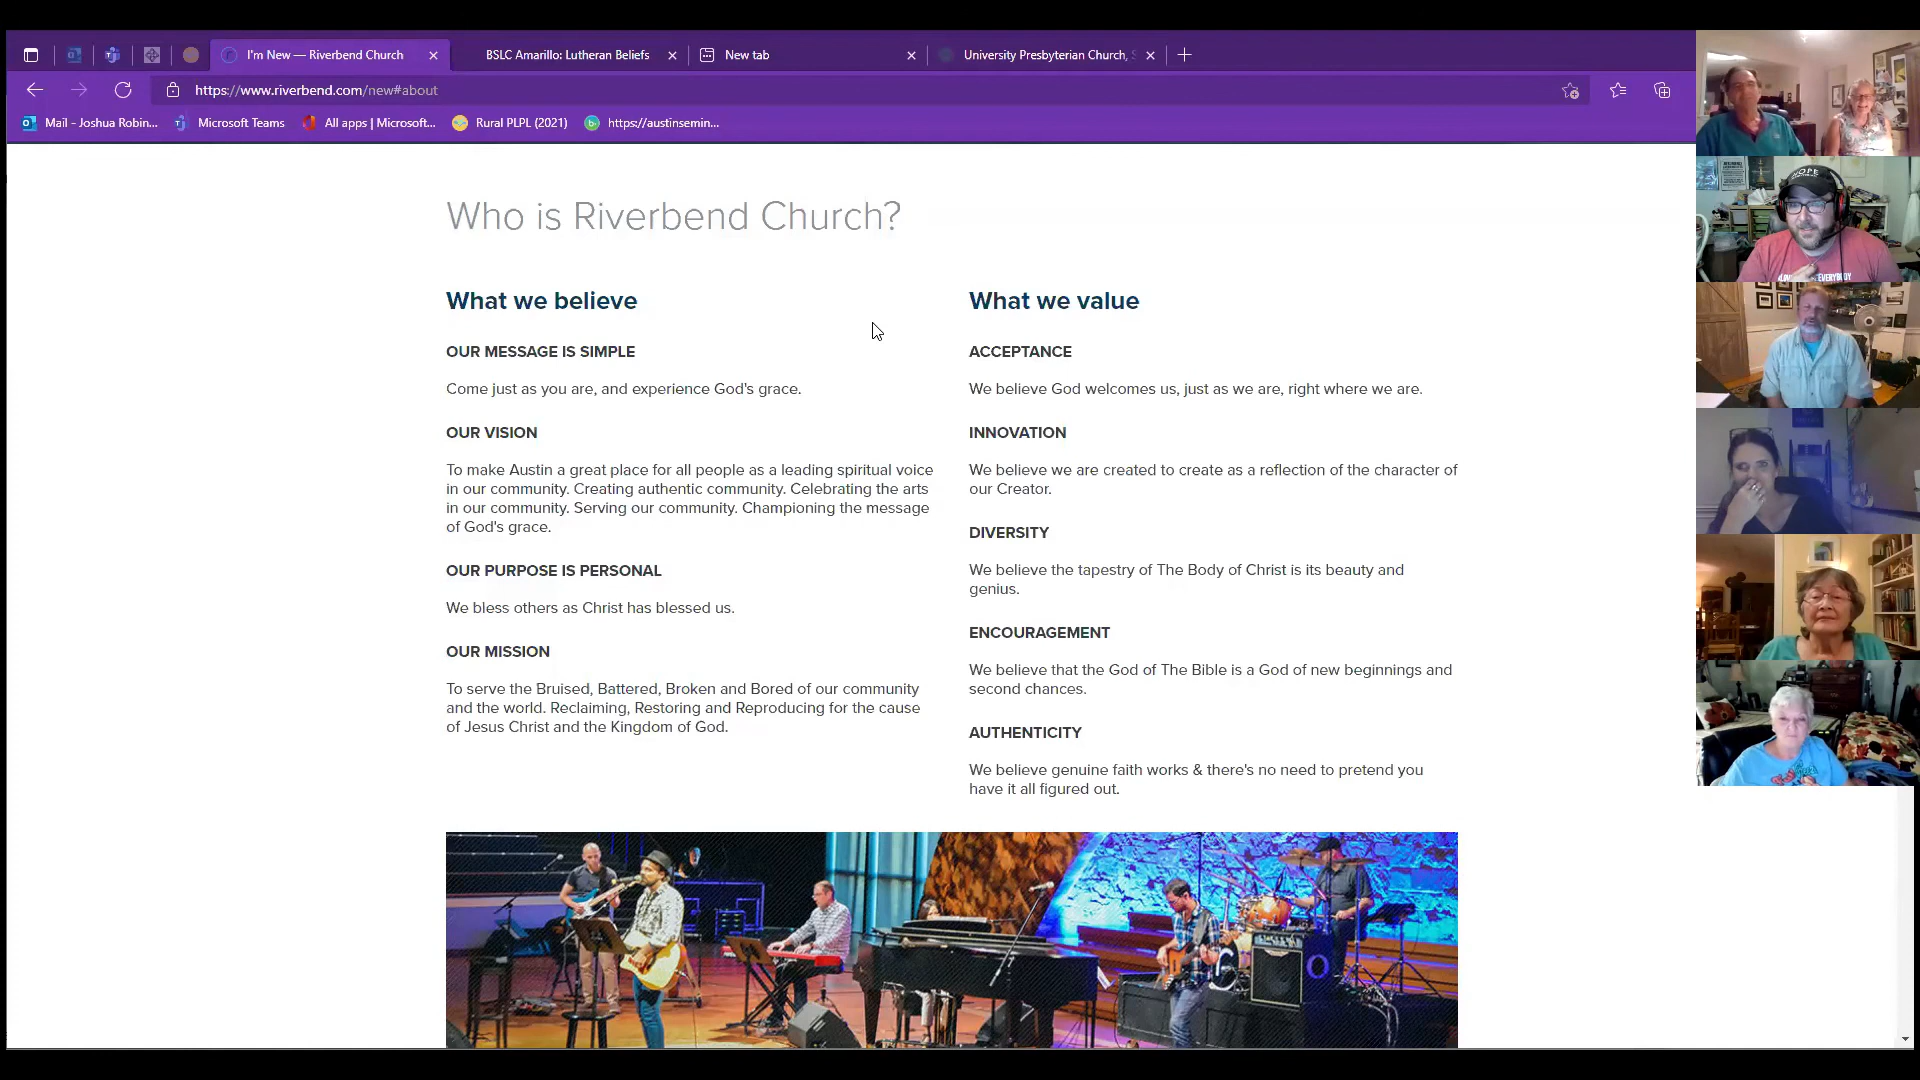 I'm New — Riverbend Church
BSLC Amarillo: Lutheran Beliefs
New tab
University Presbyterian Church,
https://www.riverbend.com/new#about
Mail - Joshua Robin...
Microsoft Teams
All apps | Microsoft...
Rural PLPL (2021)
https://austinsemin...
Who is Riverbend Church?
What we believe
OUR MESSAGE IS SIMPLE
Come just as you are, and experience God's grace.
OUR VISION
To make Austin a great place for all people as a leading spiritual voice
in our community. Creating authentic community. Celebrating the arts
in our community. Serving our community. Championing the message
of God's grace.
OUR PURPOSE IS PERSONAL
We bless others as Christ has blessed us.
OUR MISSION
To serve the Bruised, Battered, Broken and Bored of our community
and the world. Reclaiming, Restoring and Reproducing for the cause
of Jesus Christ and the Kingdom of God.
What we value
ACCEPTANCE
We believe God welcomes us, just as we are, right where we are.
INNOVATION
We believe we are created to create as a reflection of the character of
our Creator.
DIVERSITY
We believe the tapestry of The Body of Christ is its beauty and
genius.
ENCOURAGEMENT
We believe that the God of The Bible is a God of new beginnings and
second chances.
AUTHENTICITY
We believe genuine faith works & there's no need to pretend you
have it all figured out.
HOPE
EVERYBODY